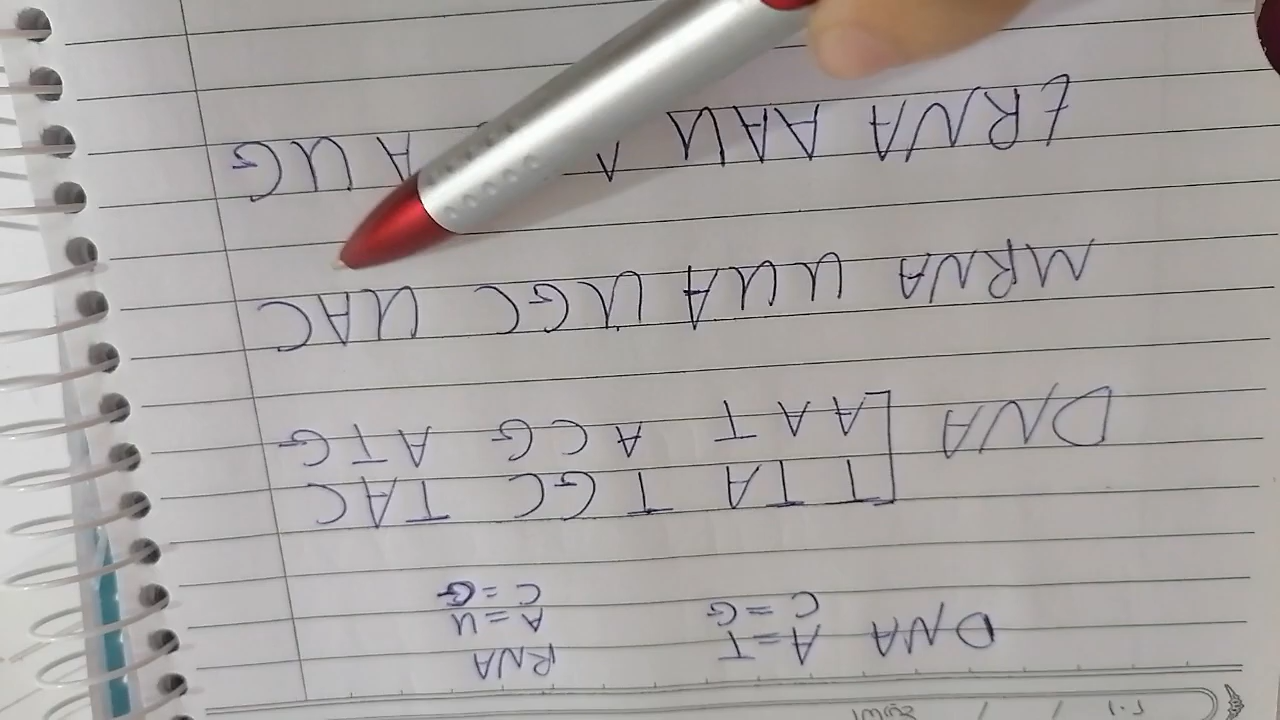 DNA A=T RNA
C=G A=U
C=G
TTA TGC TAC
DNA AAT ACG ATG
MRNA UUA UGC UAC
tRNA AAU AUG